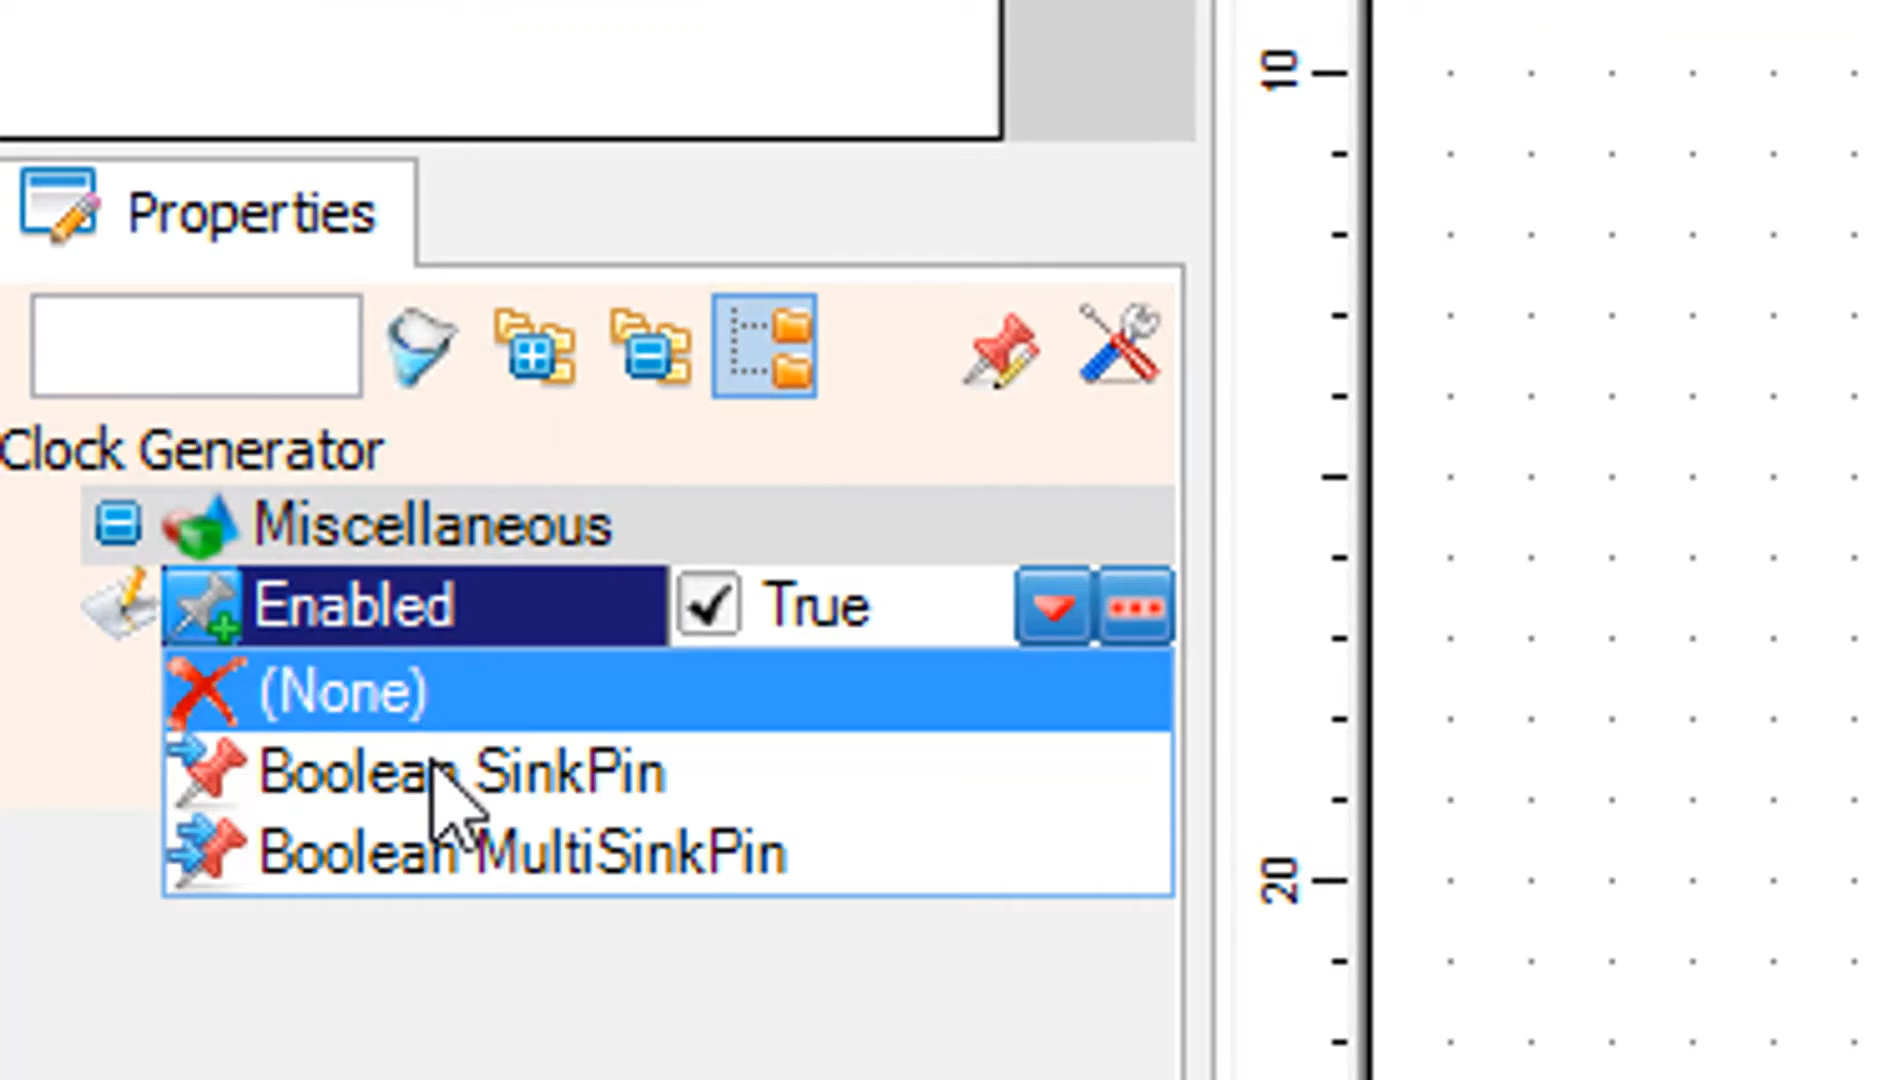 10
Properties
Clock Generator
Miscellaneous
Enabled True
(None)
Boolean SinkPin
Boolean MultiSinkPin
20